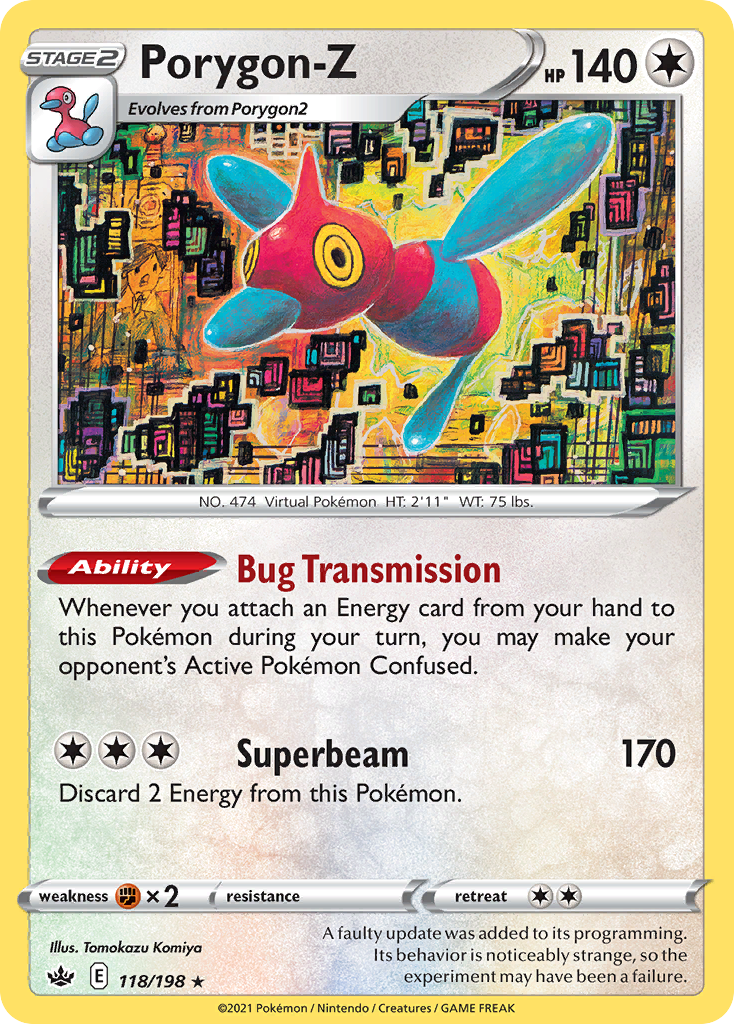 STAGE 2
Porygon-Z
HP 140
Evolves from Porygon2
NO. 474 Virtual Pokémon HT: 2'11" WT: 75 lbs.
Ability
Bug Transmission
Whenever you attach an Energy card from your hand to
this Pokémon during your turn, you may make your
opponent's Active Pokémon Confused.
Superbeam 170
Discard 2 Energy from this Pokémon.
weakness ×2 resistance retreat
Illus. Tomokazu Komiya
E 118/198 ★
A faulty update was added to its programming.
Its behavior is noticeably strange, so the
experiment may have been a failure.
©2021 Pokémon / Nintendo / Creatures / GAME FREAK